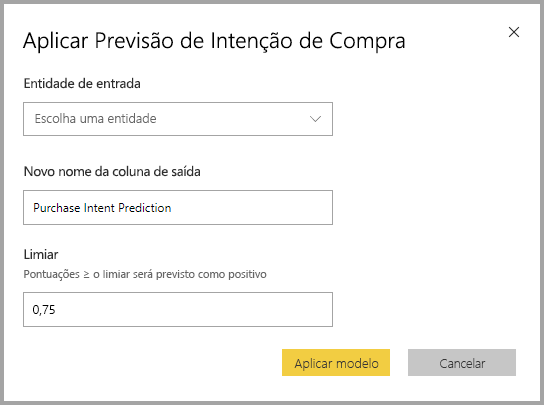 Aplicar Previsão de Intenção de Compra
Entidade de entrada
Escolha uma entidade
Novo nome da coluna de saída
Purchase Intent Prediction
Limiar
Pontuações ≥ o limiar será previsto como positivo
0,75
Aplicar modelo
Cancelar